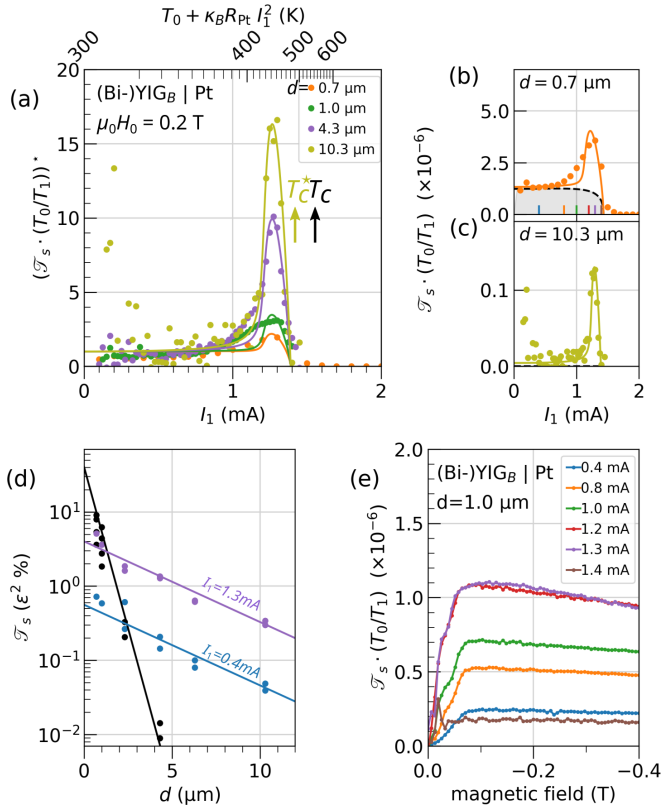 T₀ + κ_B R_Pt I₁² (K)
300 400 500 600
(a)
(Bi-)YIG_B | Pt
μ₀H₀ = 0.2 T
d=
0.7 μm
1.0 μm
4.3 μm
10.3 μm
T_C* T_C
(𝒯ₛ · (T₀/T₁))*
20
15
10
5
0
0 1 2
I₁ (mA)
(b)
d = 0.7 μm
5.0
2.5
0.0
(c)
d = 10.3 μm
0.1
0.0
𝒯ₛ · (T₀/T₁) (×10⁻⁶)
0 1 2
I₁ (mA)
(d)
𝒯ₛ (ε² %)
10¹
10⁰
10⁻¹
10⁻²
I₁=1.3mA
I₁=0.4mA
0 5 10
d (μm)
(e)
(Bi-)YIG_B | Pt
d=1.0 μm
0.4 mA
0.8 mA
1.0 mA
1.2 mA
1.3 mA
1.4 mA
𝒯ₛ · (T₀/T₁) (×10⁻⁶)
2.0
1.5
1.0
0.5
0.0
0.0 −0.2 −0.4
magnetic field (T)